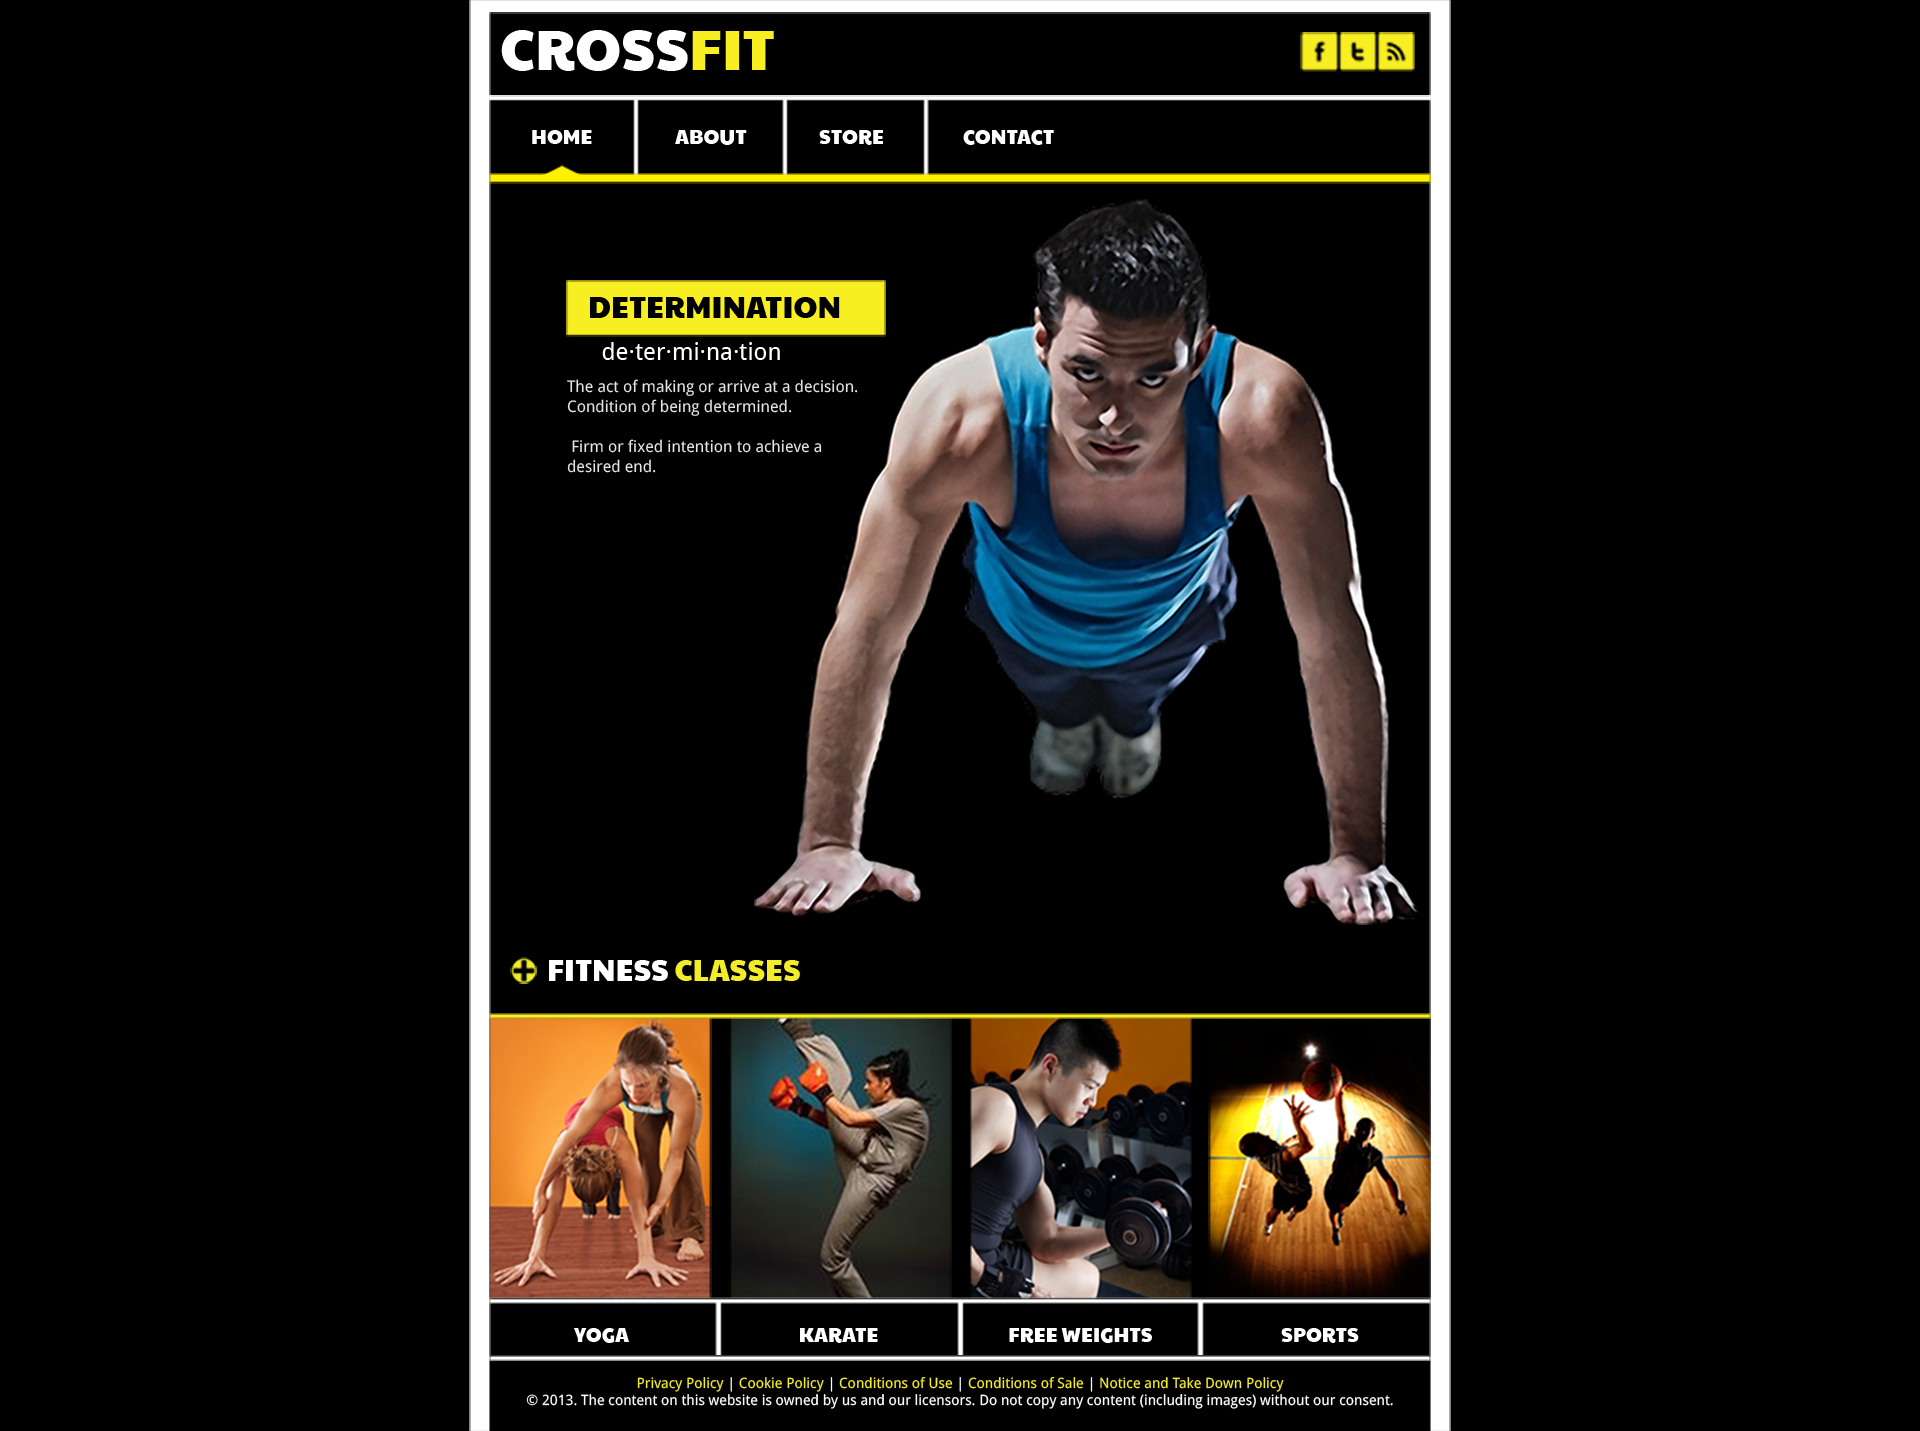 CROSSFIT
HOME
ABOUT
STORE
CONTACT
DETERMINATION
de·ter·mi·na·tion
The act of making or arrive at a decision.
Condition of being determined.
Firm or fixed intention to achieve a
desired end.
FITNESS CLASSES
YOGA
KARATE
FREE WEIGHTS
SPORTS
Privacy Policy | Cookie Policy | Conditions of Use | Conditions of Sale | Notice and Take Down Policy
© 2013. The content on this website is owned by us and our licensors. Do not copy any content (including images) without our consent.